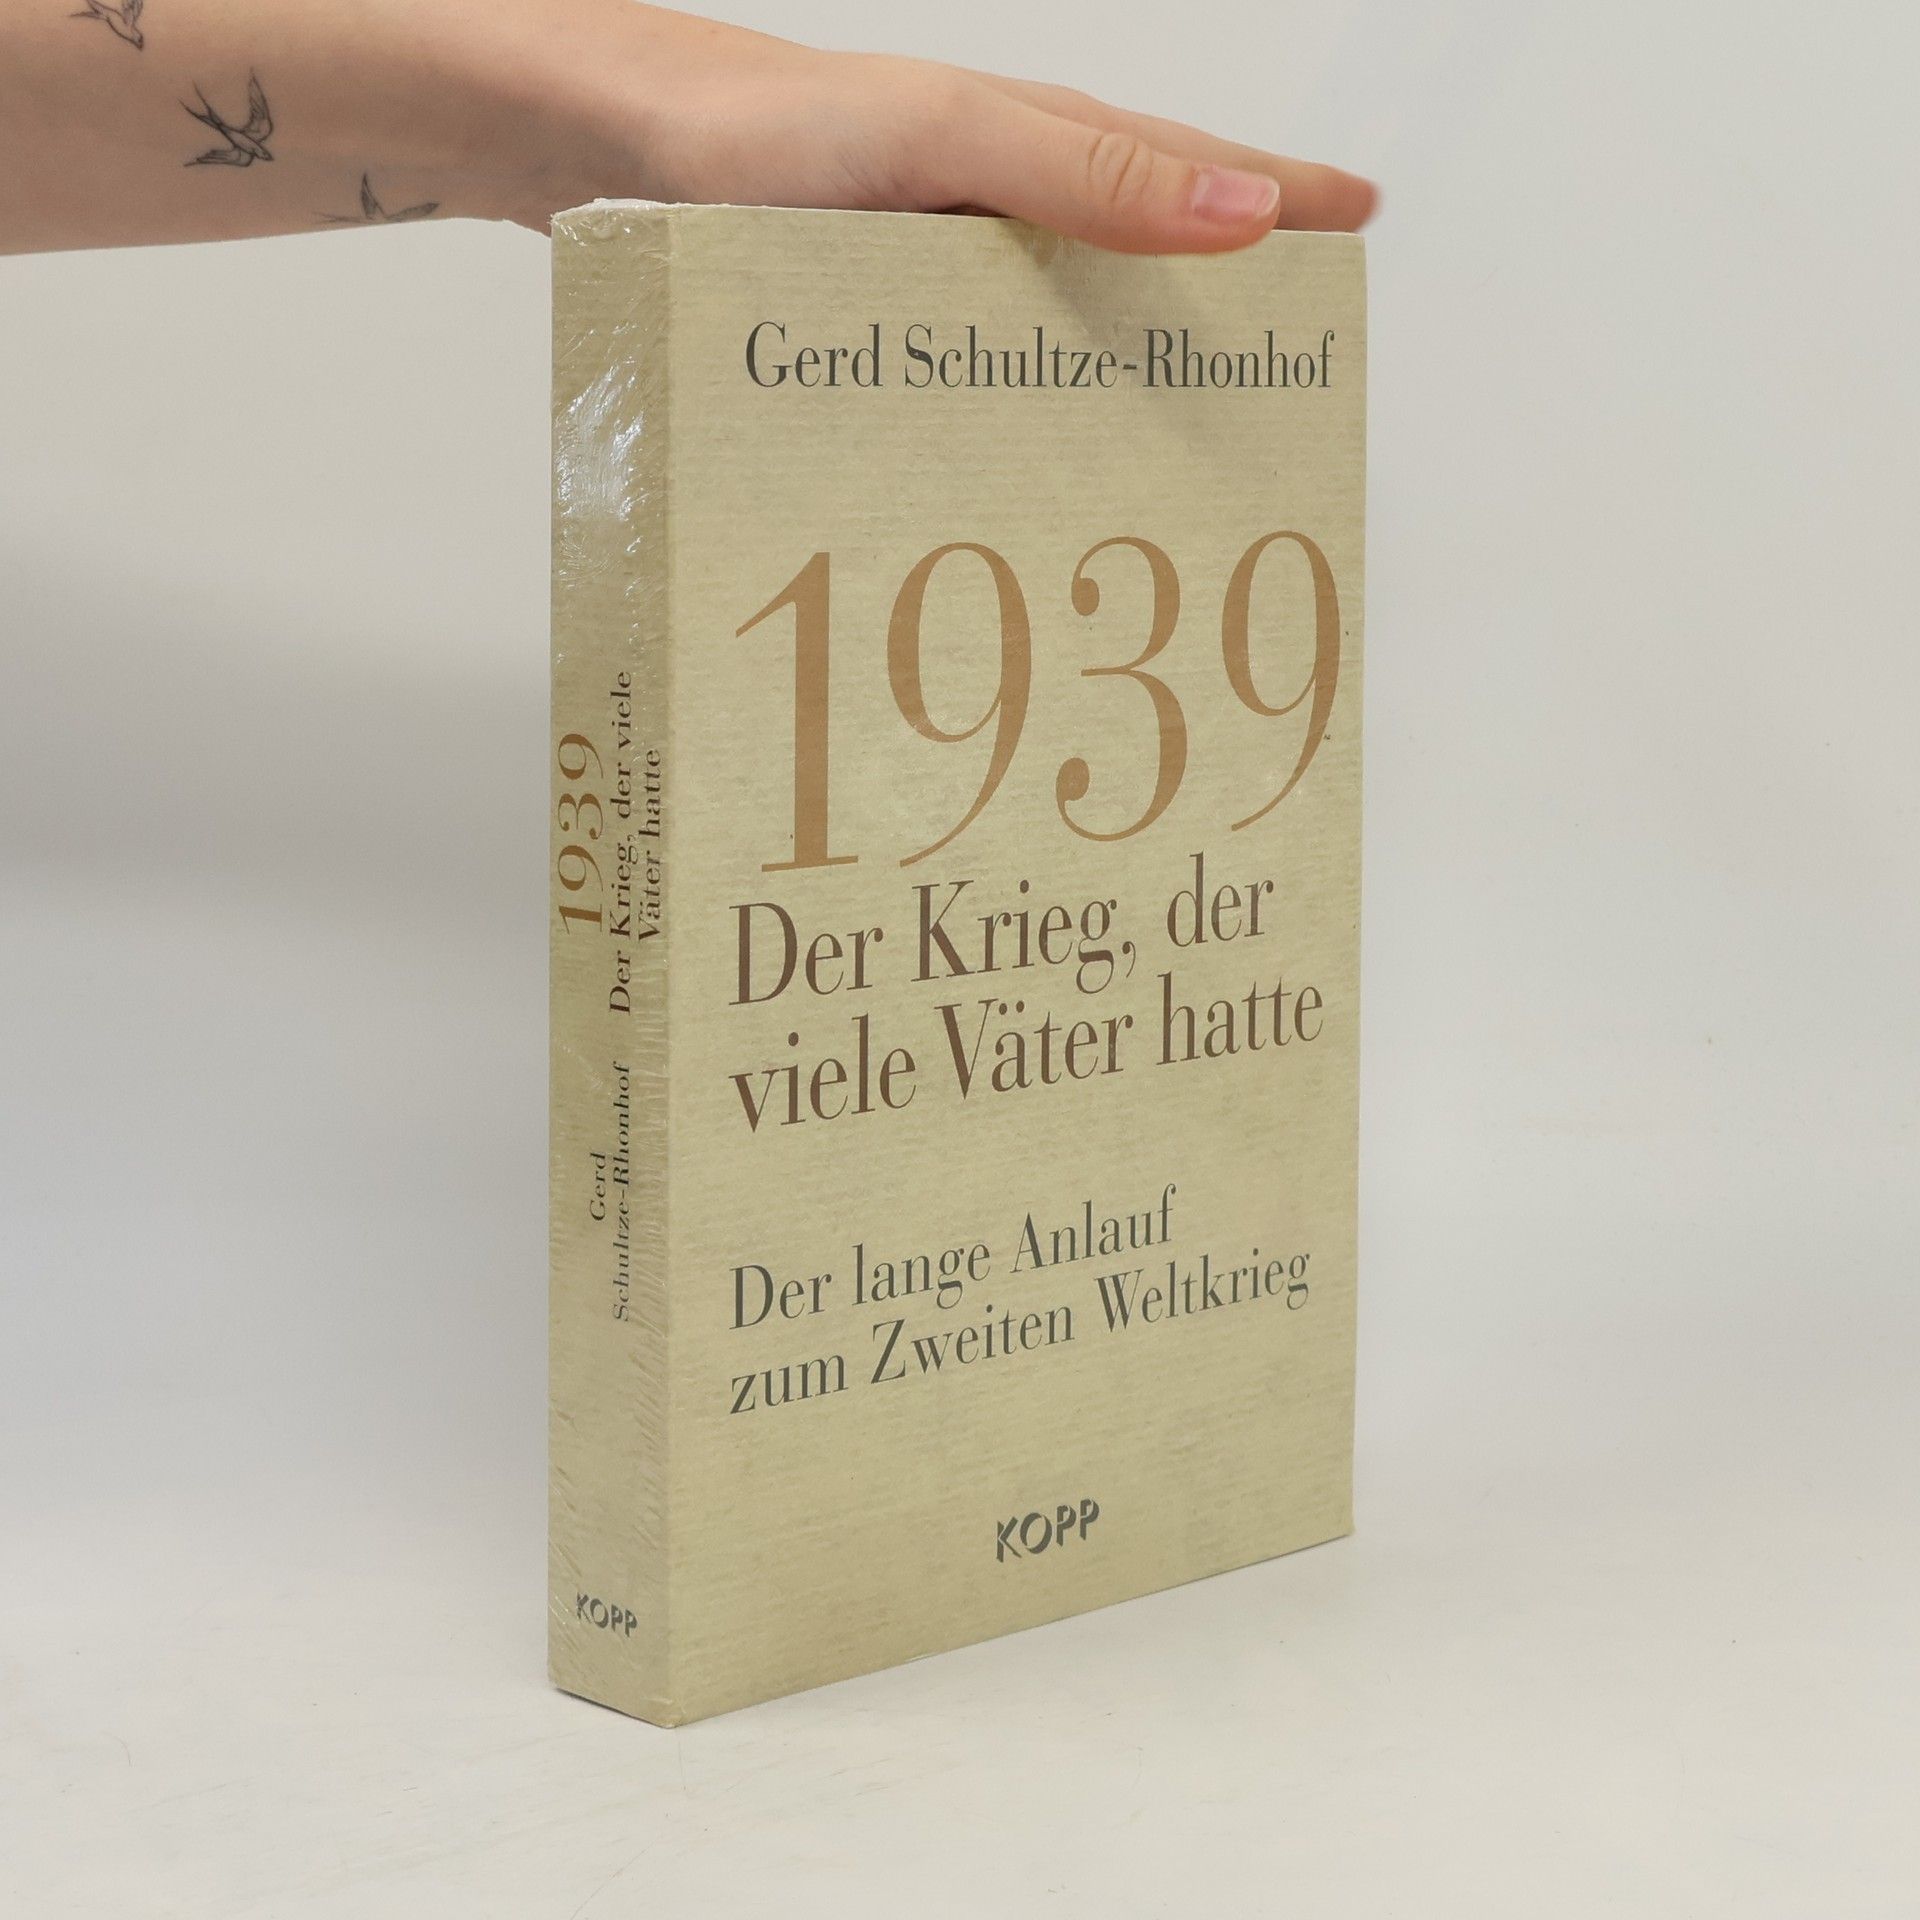 Gerd Schultze-Rhonhof
1939
Der Krieg, der
viele Väter hatte
Der lange Anlauf
zum Zweiten Weltkrieg
KOPP
1939
Der Krieg, der viele
Väter hatte
Gerd
Schultze-Rhonhof
KOPP